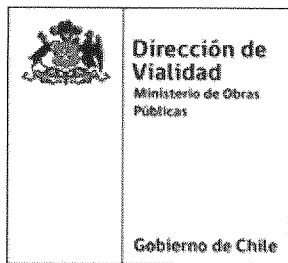 Dirección de
Vialidad
Ministerio de Obras
Públicas
Gobierno de Chile